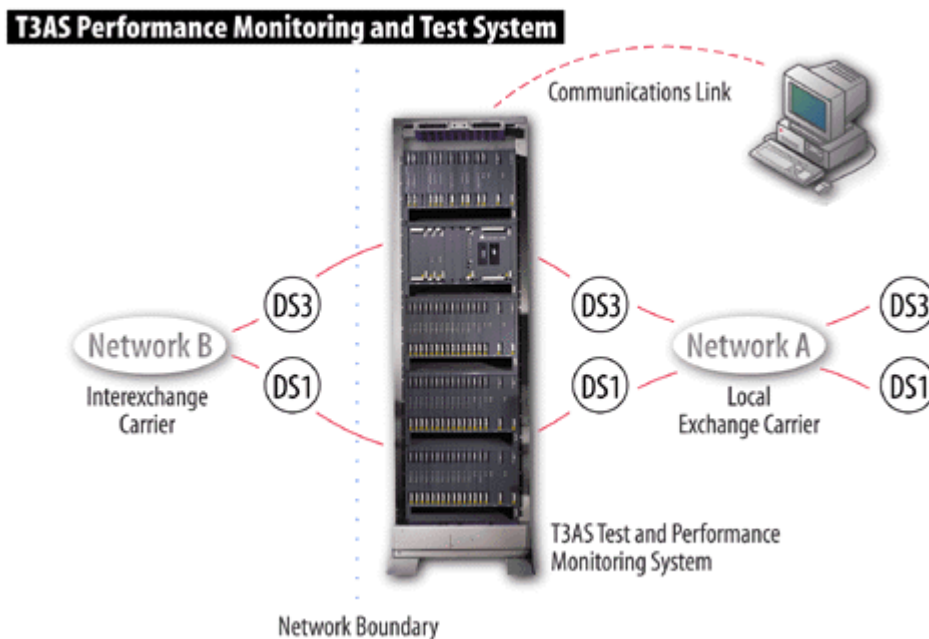 T3AS Performance Monitoring and Test System
Communications Link
DS3
DS3
DS3
Network B
Network A
DS1
DS1
DS1
Interexchange
Carrier
Local
Exchange Carrier
T3AS Test and Performance
Monitoring System
Network Boundary